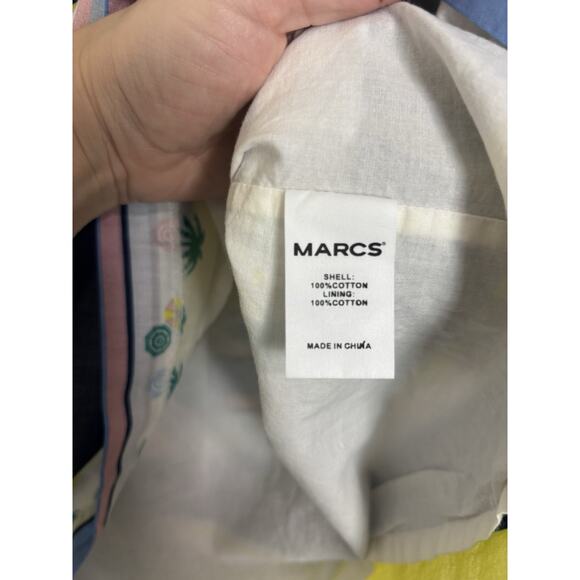 MARCS®
SHELL:
100%COTTON
LINING:
100%COTTON
MADE IN CHINA